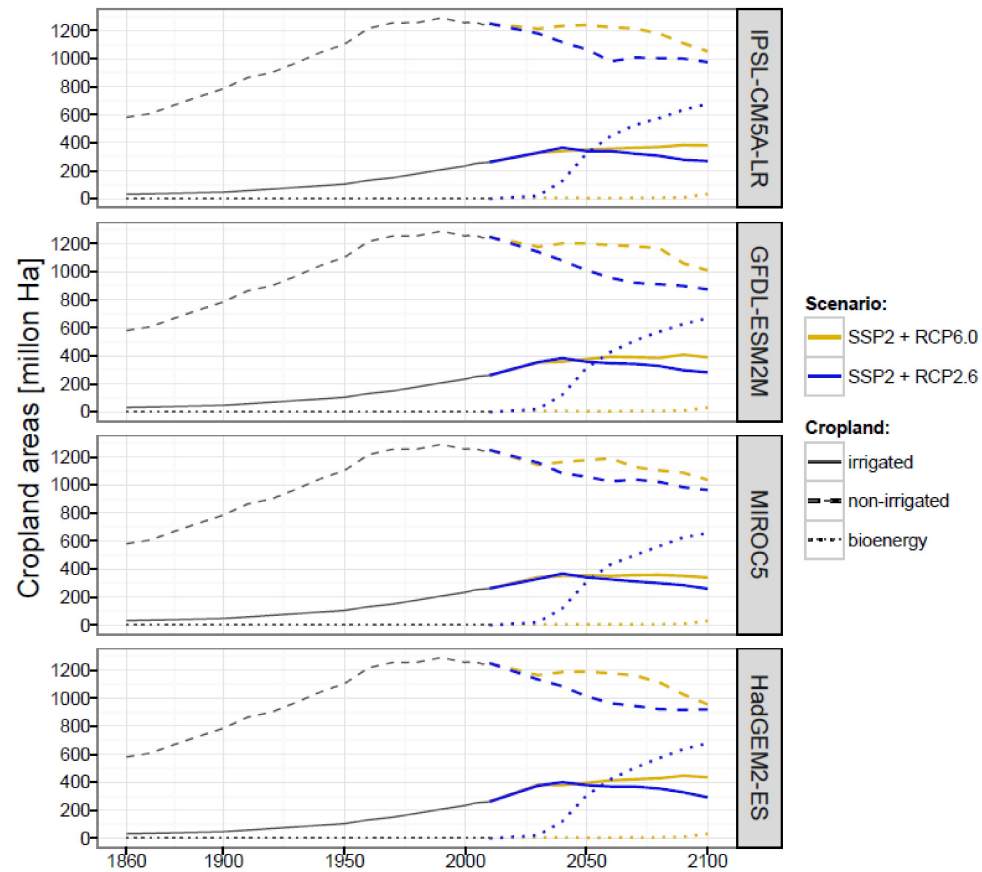 Cropland areas [millon Ha]
1200
1000
800
600
400
200
0
IPSL-CM5A-LR
1200
1000
800
600
400
200
0
GFDL-ESM2M
1200
1000
800
600
400
200
0
MIROC5
1200
1000
800
600
400
200
0
HadGEM2-ES
1860 1900 1950 2000 2050 2100
Scenario:
SSP2 + RCP6.0
SSP2 + RCP2.6
Cropland:
irrigated
non-irrigated
bioenergy